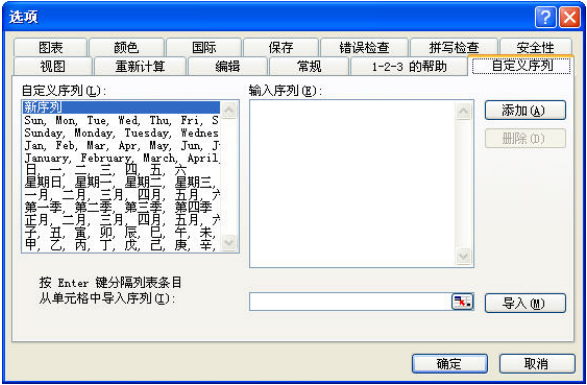 选项
图表 颜色 国际 保存 错误检查 拼写检查 安全性
视图 重新计算 编辑 常规 1-2-3 的帮助 自定义序列
自定义序列(L): 输入序列(E):
新序列
Sun, Mon, Tue, Wed, Thu, Fri, S
Sunday, Monday, Tuesday, Wednes
Jan, Feb, Mar, Apr, May, Jun, J
January, February, March, April,
日, 一, 二, 三, 四, 五, 六
星期日, 星期一, 星期二, 星期三,
一月, 二月, 三月, 四月, 五月, 六
第一季, 第二季, 第三季, 第四季
正月, 二月, 三月, 四月, 五月, 六
子, 丑, 寅, 卯, 辰, 巳, 午, 未,
甲, 乙, 丙, 丁, 戊, 己, 庚, 辛,
添加(A)
删除(D)
按 Enter 键分隔列表条目
从单元格中导入序列(I):
导入(M)
确定 取消